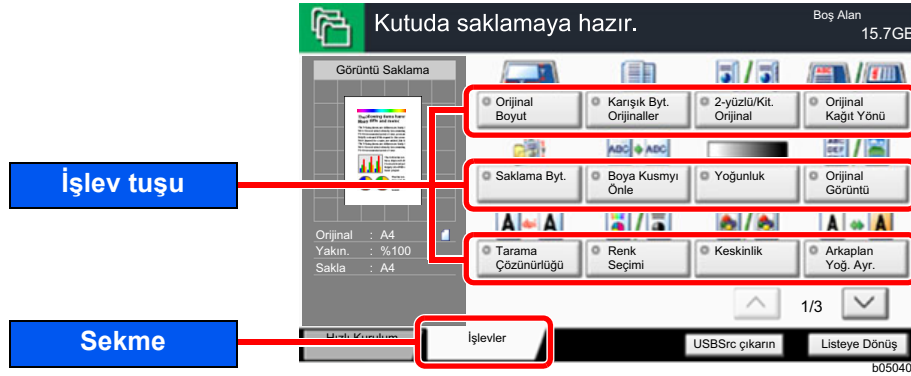 Kutuda saklamaya hazır.
Boş Alan
15.7GB
Görüntü Saklama
Orijinal : A4
Yakın. : %100
Sakla : A4
Orijinal
Boyut
Karışık Byt.
Orijinaller
2-yüzlü/Kit.
Orijinal
Orijinal
Kağıt Yönü
ABC
ABC
Saklama Byt.
Boya Kusmyı
Önle
Yoğunluk
Orijinal
Görüntü
A A
A A
Tarama
Çözünürlüğü
Renk
Seçimi
Keskinlik
Arkaplan
Yoğ. Ayr.
1/3
Hızlı Kurulum
İşlevler
USBSrc çıkarın
Listeye Dönüş
İşlev tuşu
Sekme
b05040